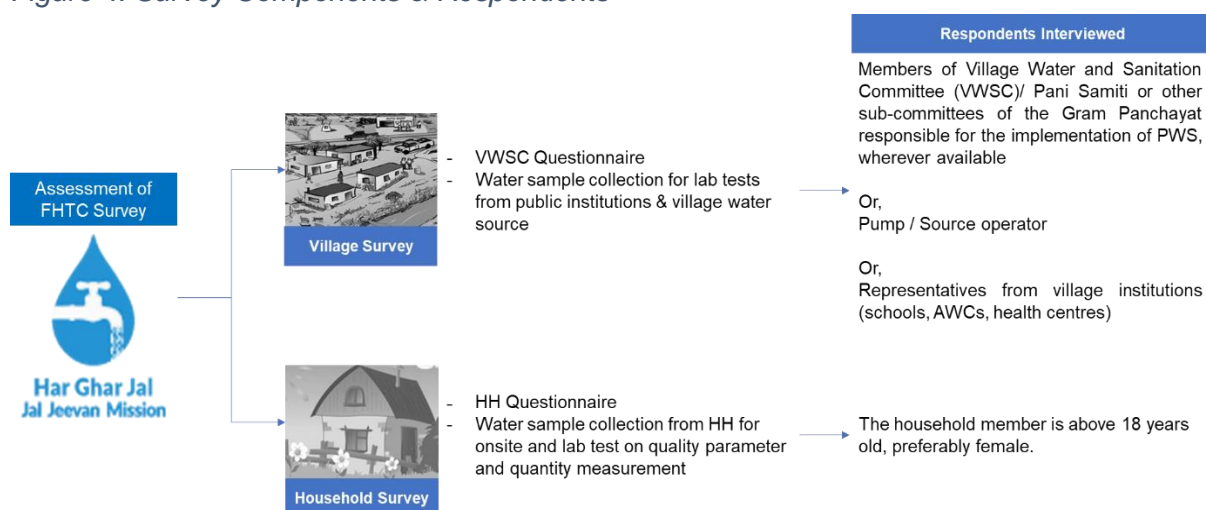 Respondents Interviewed
Members of Village Water and Sanitation
Committee (VWSC)/ Pani Samiti or other
sub-committees of the Gram Panchayat
responsible for the implementation of PWS,
wherever available
Or,
Pump / Source operator
Or,
Representatives from village institutions
(schools, AWCs, health centres)
Assessment of
FHTC Survey
Har Ghar Jal
Jal Jeevan Mission
- VWSC Questionnaire
- Water sample collection for lab tests
from public institutions & village water
source
Village Survey
- HH Questionnaire
- Water sample collection from HH for
onsite and lab test on quality parameter
and quantity measurement
Household Survey
The household member is above 18 years
old, preferably female.